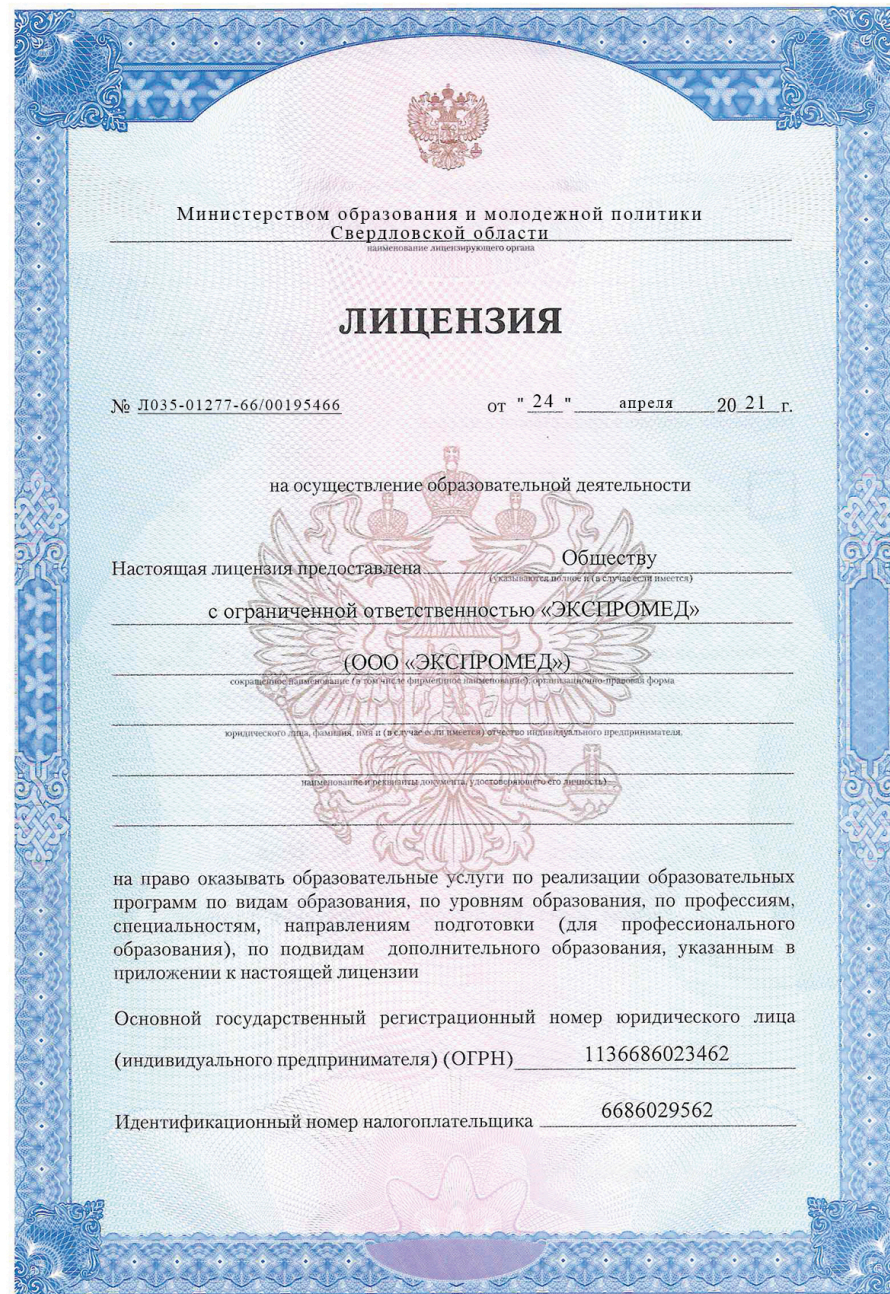 Министерством образования и молодежной политики
Свердловской области
наименование лицензирующего органа
ЛИЦЕНЗИЯ
№ Л035-01277-66/00195466 от "24" апреля 2021 г.
на осуществление образовательной деятельности
Настоящая лицензия предоставлена Обществу
(указываются полное и (в случае если имеется)
с ограниченной ответственностью «ЭКСПРОМЕД»
(ООО «ЭКСПРОМЕД»)
сокращенное наименование (в том числе фирменное наименование), организационно-правовая форма
юридического лица, фамилия, имя и (в случае если имеется) отчество индивидуального предпринимателя,
наименование и реквизиты документа, удостоверяющего его личность)
на право оказывать образовательные услуги по реализации образовательных
программ по видам образования, по уровням образования, по профессиям,
специальностям, направлениям подготовки (для профессионального
образования), по подвидам дополнительного образования, указанным в
приложении к настоящей лицензии
Основной государственный регистрационный номер юридического лица
(индивидуального предпринимателя) (ОГРН) 1136686023462
Идентификационный номер налогоплательщика 6686029562